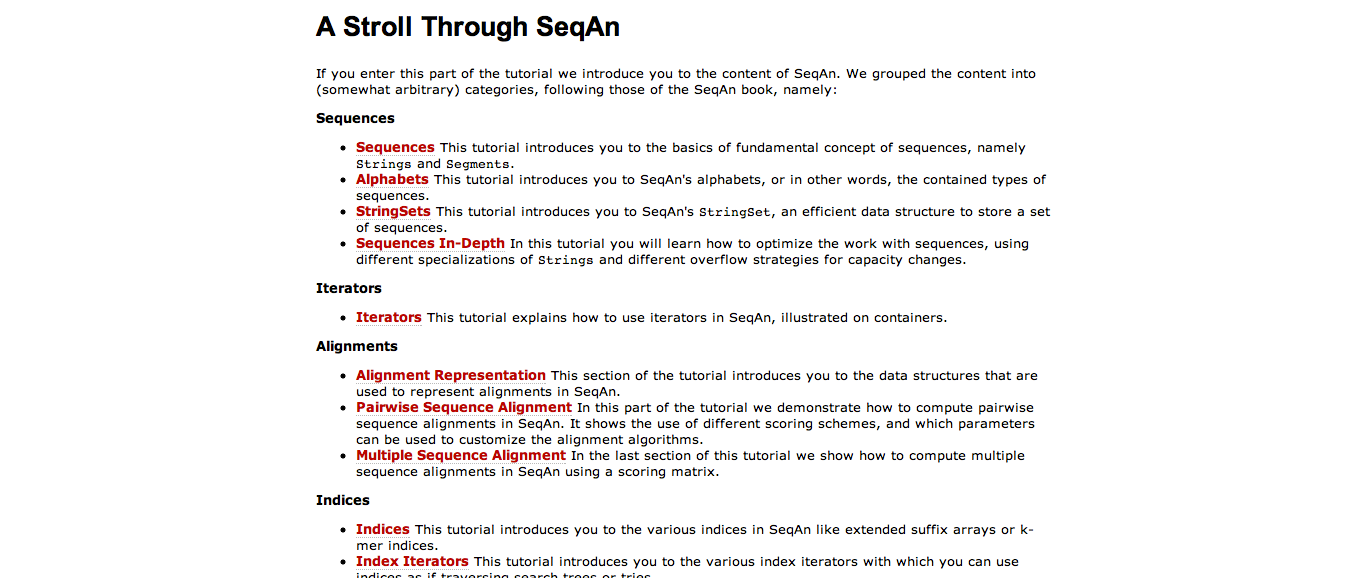 A Stroll Through SeqAn
If you enter this part of the tutorial we introduce you to the content of SeqAn. We grouped the content into
(somewhat arbitrary) categories, following those of the SeqAn book, namely:
Sequences
• Sequences This tutorial introduces you to the basics of fundamental concept of sequences, namely
Strings and Segments.
• Alphabets This tutorial introduces you to SeqAn's alphabets, or in other words, the contained types of
sequences.
• StringSets This tutorial introduces you to SeqAn's StringSet, an efficient data structure to store a set
of sequences.
• Sequences In-Depth In this tutorial you will learn how to optimize the work with sequences, using
different specializations of Strings and different overflow strategies for capacity changes.
Iterators
• Iterators This tutorial explains how to use iterators in SeqAn, illustrated on containers.
Alignments
• Alignment Representation This section of the tutorial introduces you to the data structures that are
used to represent alignments in SeqAn.
• Pairwise Sequence Alignment In this part of the tutorial we demonstrate how to compute pairwise
sequence alignments in SeqAn. It shows the use of different scoring schemes, and which parameters
can be used to customize the alignment algorithms.
• Multiple Sequence Alignment In the last section of this tutorial we show how to compute multiple
sequence alignments in SeqAn using a scoring matrix.
Indices
• Indices This tutorial introduces you to the various indices in SeqAn like extended suffix arrays or k-
mer indices.
• Index Iterators This tutorial introduces you to the various index iterators with which you can use
indices as if traversing search trees or tries.